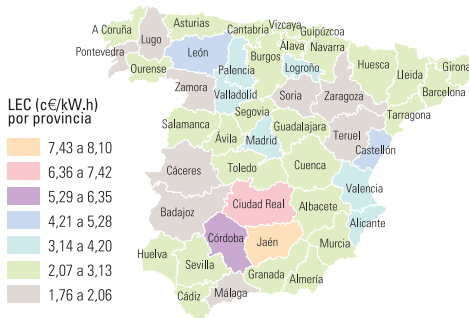 A Coruña
Lugo
Asturias
Cantabria
Vizcaya
Guipúzcoa
Pontevedra
León
Álava
Navarra
Ourense
Palencia
Burgos
Logroño
Huesca
Lleida
Girona
Barcelona
Zamora
Valladolid
Soria
Zaragoza
Tarragona
Segovia
Salamanca
Ávila
Madrid
Guadalajara
Teruel
Castellón
Cáceres
Toledo
Cuenca
Valencia
Badajoz
Ciudad Real
Albacete
Alicante
Córdoba
Jaén
Murcia
Huelva
Sevilla
Granada
Almería
Cádiz
Málaga
LEC (c€/kW.h)
por provincia
7,43 a 8,10
6,36 a 7,42
5,29 a 6,35
4,21 a 5,28
3,14 a 4,20
2,07 a 3,13
1,76 a 2,06